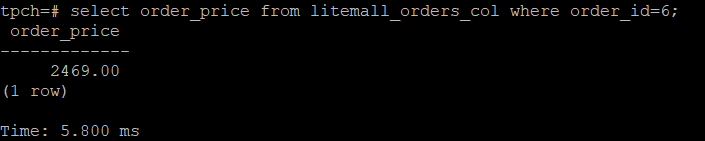 tpch=# select order_price from litemall_orders_col where order_id=6;
 order_price
-------------
     2469.00
(1 row)

Time: 5.800 ms